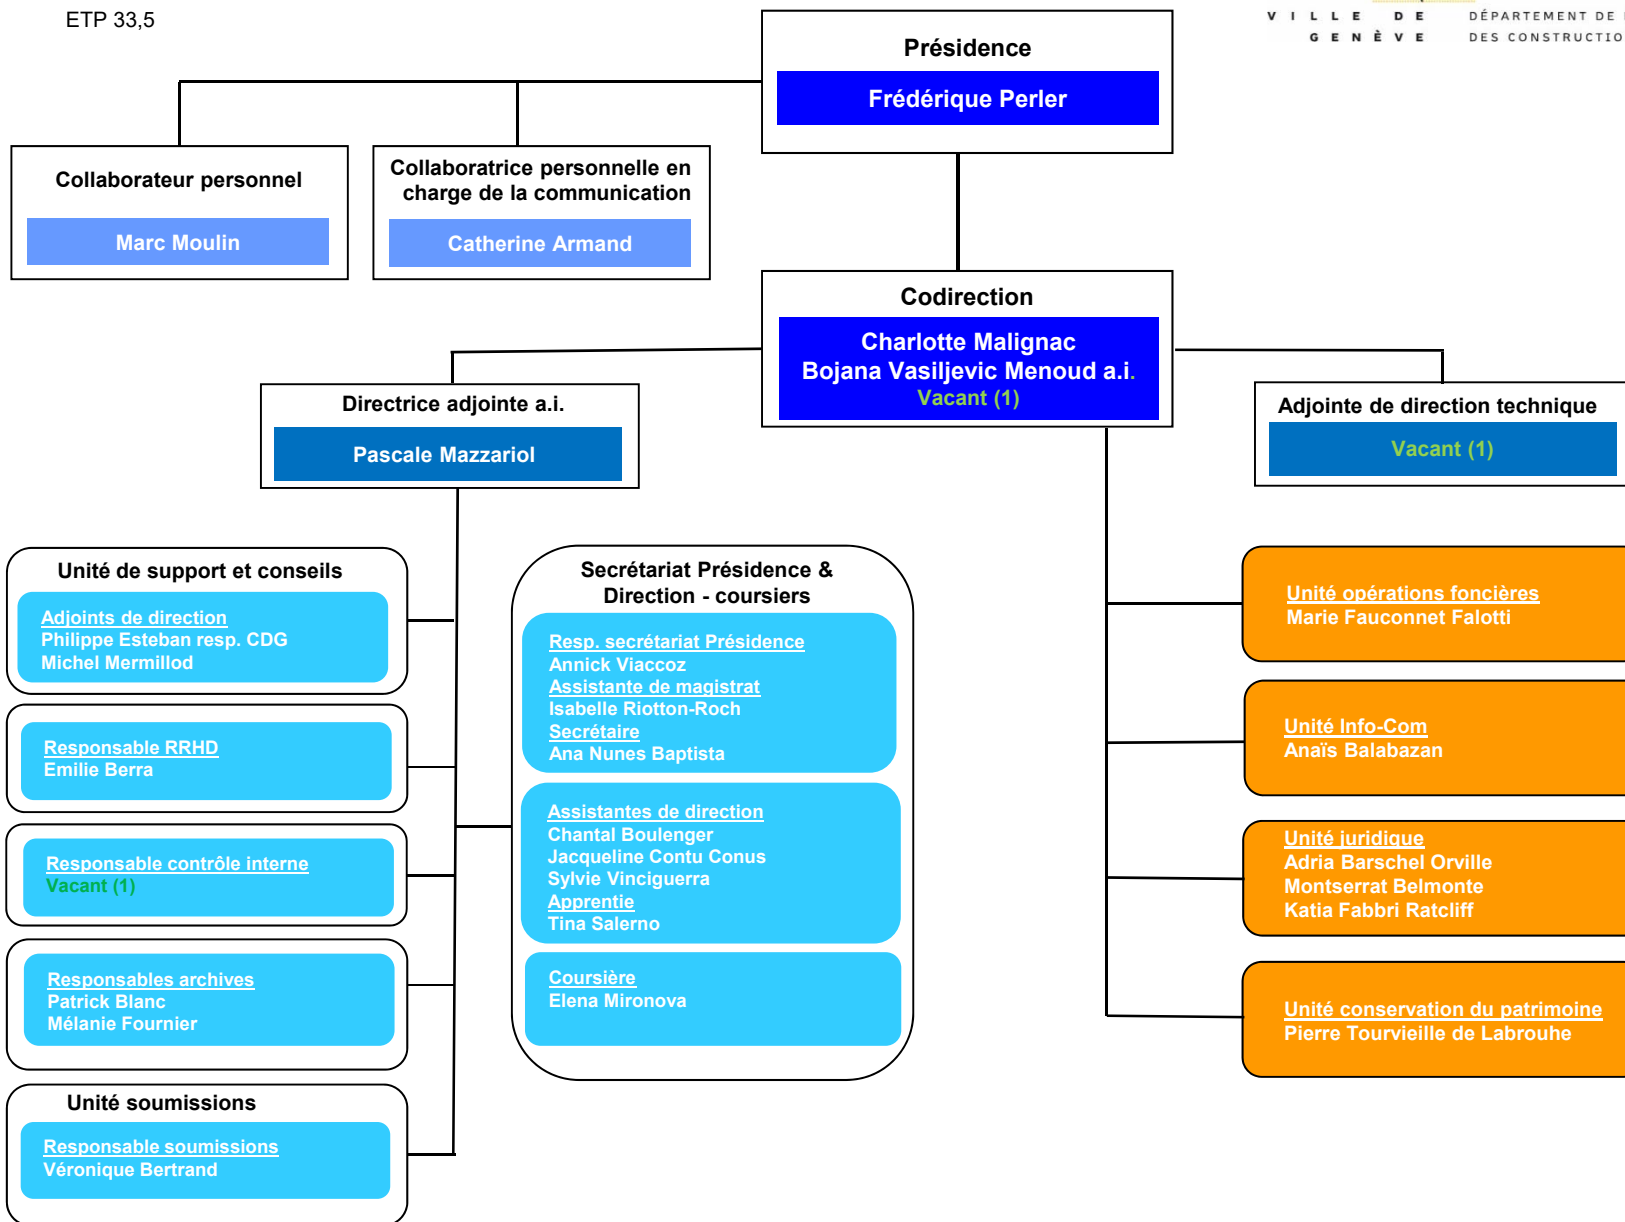 ETP 33,5
VILLE DE
GENÈVE
DÉPARTEMENT DE
DES
Présidence
Frédérique Perler
Collaborateur personnel
Marc Moulin
Collaboratrice personnelle en
charge de la communication
Catherine Armand
Codirection
Charlotte Malignac
Bojana Vasiljevic Menoud a.i.
Vacant (1)
Directrice adjointe a.i.
Pascale Mazzariol
Adjointe de direction technique
Vacant (1)
Unité de support et conseils
Adjoints de direction
Philippe Esteban resp. CDG
Michel Mermillod
Responsable RRHD
Emilie Berra
Responsable contrôle interne
Vacant (1)
Responsables archives
Patrick Blanc
Mélanie Fournier
Unité soumissions
Responsable soumissions
Véronique Bertrand
Secrétariat Présidence &
Direction - coursiers
Resp. secrétariat Présidence
Annick Viaccoz
Assistante de magistrat
Isabelle Riotton-Roch
Secrétaire
Ana Nunes Baptista
Assistantes de direction
Chantal Boulenger
Jacqueline Contu Conus
Sylvie Vinciguerra
Apprentie
Tina Salerno
Coursière
Elena Mironova
Unité opérations foncières
Marie Fauconnet Falotti
Unité Info-Com
Anaïs Balabazan
Unité juridique
Adria Barschel Orville
Montserrat Belmonte
Katia Fabbri Ratcliff
Unité conservation du patrimoine
Pierre Tourvieille de Labrouhe